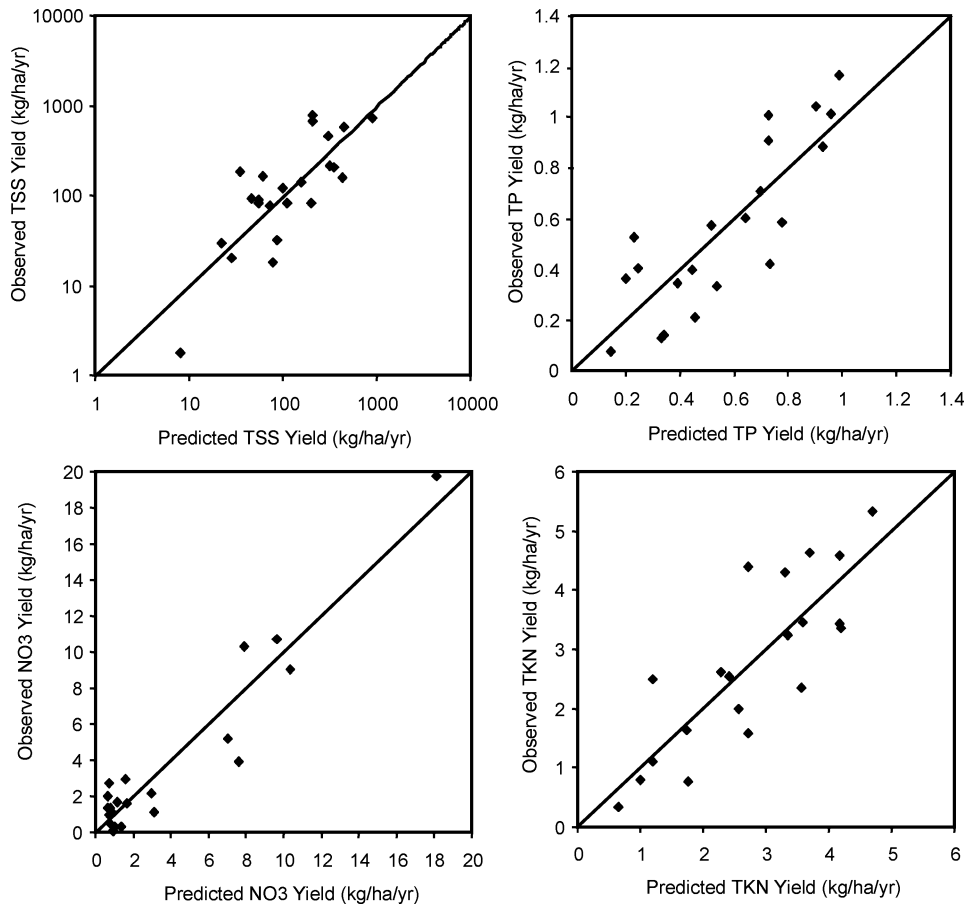 10000
1000
100
10
1
1 10 100 1000 10000
Observed TSS Yield (kg/ha/yr)
Predicted TSS Yield (kg/ha/yr)
1.4
1.2
1
0.8
0.6
0.4
0.2
0
0 0.2 0.4 0.6 0.8 1 1.2 1.4
Observed TP Yield (kg/ha/yr)
Predicted TP Yield (kg/ha/yr)
20
18
16
14
12
10
8
6
4
2
0
0 2 4 6 8 10 12 14 16 18 20
Observed NO3 Yield (kg/ha/yr)
Predicted NO3 Yield (kg/ha/yr)
6
5
4
3
2
1
0
0 1 2 3 4 5 6
Observed TKN Yield (kg/ha/yr)
Predicted TKN Yield (kg/ha/yr)